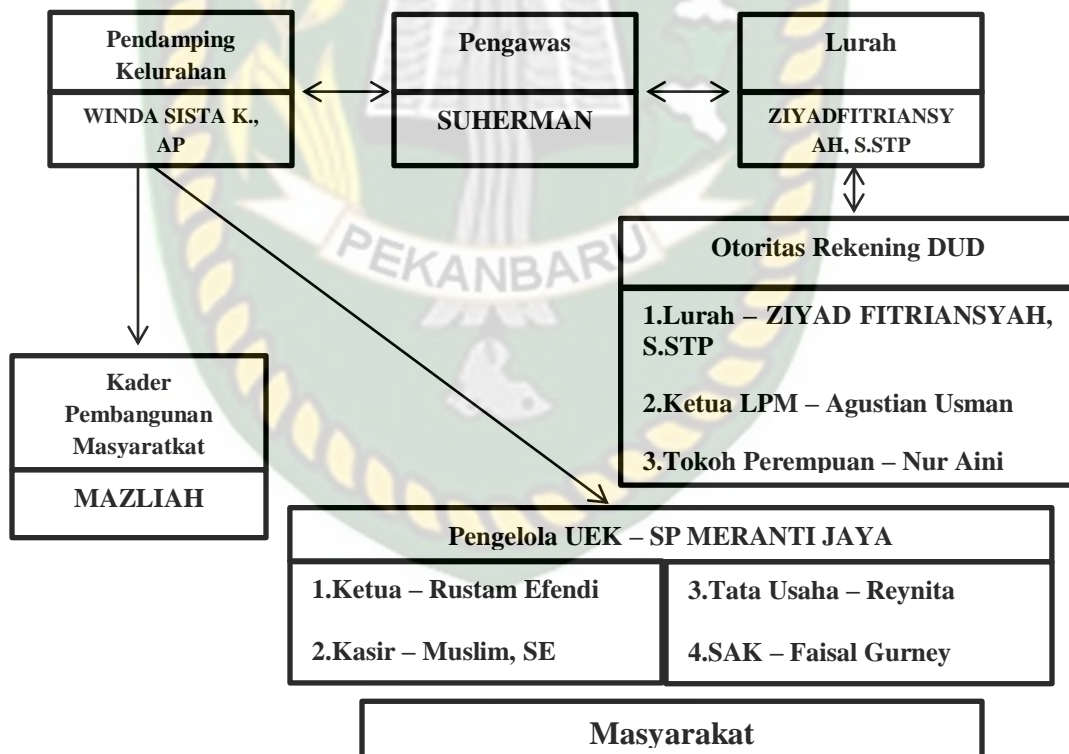 Pendamping
Kelurahan
WINDA SISTA K.,
AP
Pengawas
SUHERMAN
Lurah
ZIYADFITRIANSY
AH, S.STP
PEKANBARU
Otoritas Rekening DUD
1.Lurah – ZIYAD FITRIANSYAH,
S.STP
2.Ketua LPM – Agustian Usman
3.Tokoh Perempuan – Nur Aini
Kader
Pembangunan
Masyaratkat
MAZLIAH
Pengelola UEK – SP MERANTI JAYA
1.Ketua – Rustam Efendi
2.Kasir – Muslim, SE
3.Tata Usaha – Reynita
4.SAK – Faisal Gurney
Masyarakat